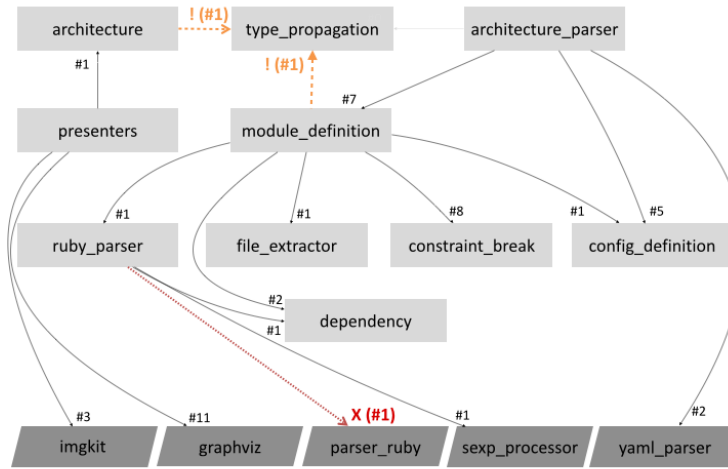 architecture
! (#1)
type_propagation
architecture_parser
#1
! (#1)
#7
presenters
module_definition
#1
#1
#8
#1
#5
ruby_parser
file_extractor
constraint_break
config_definition
#2
#1
dependency
#3
#11
X (#1)
#1
#2
imgkit
graphviz
parser_ruby
sexp_processor
yaml_parser